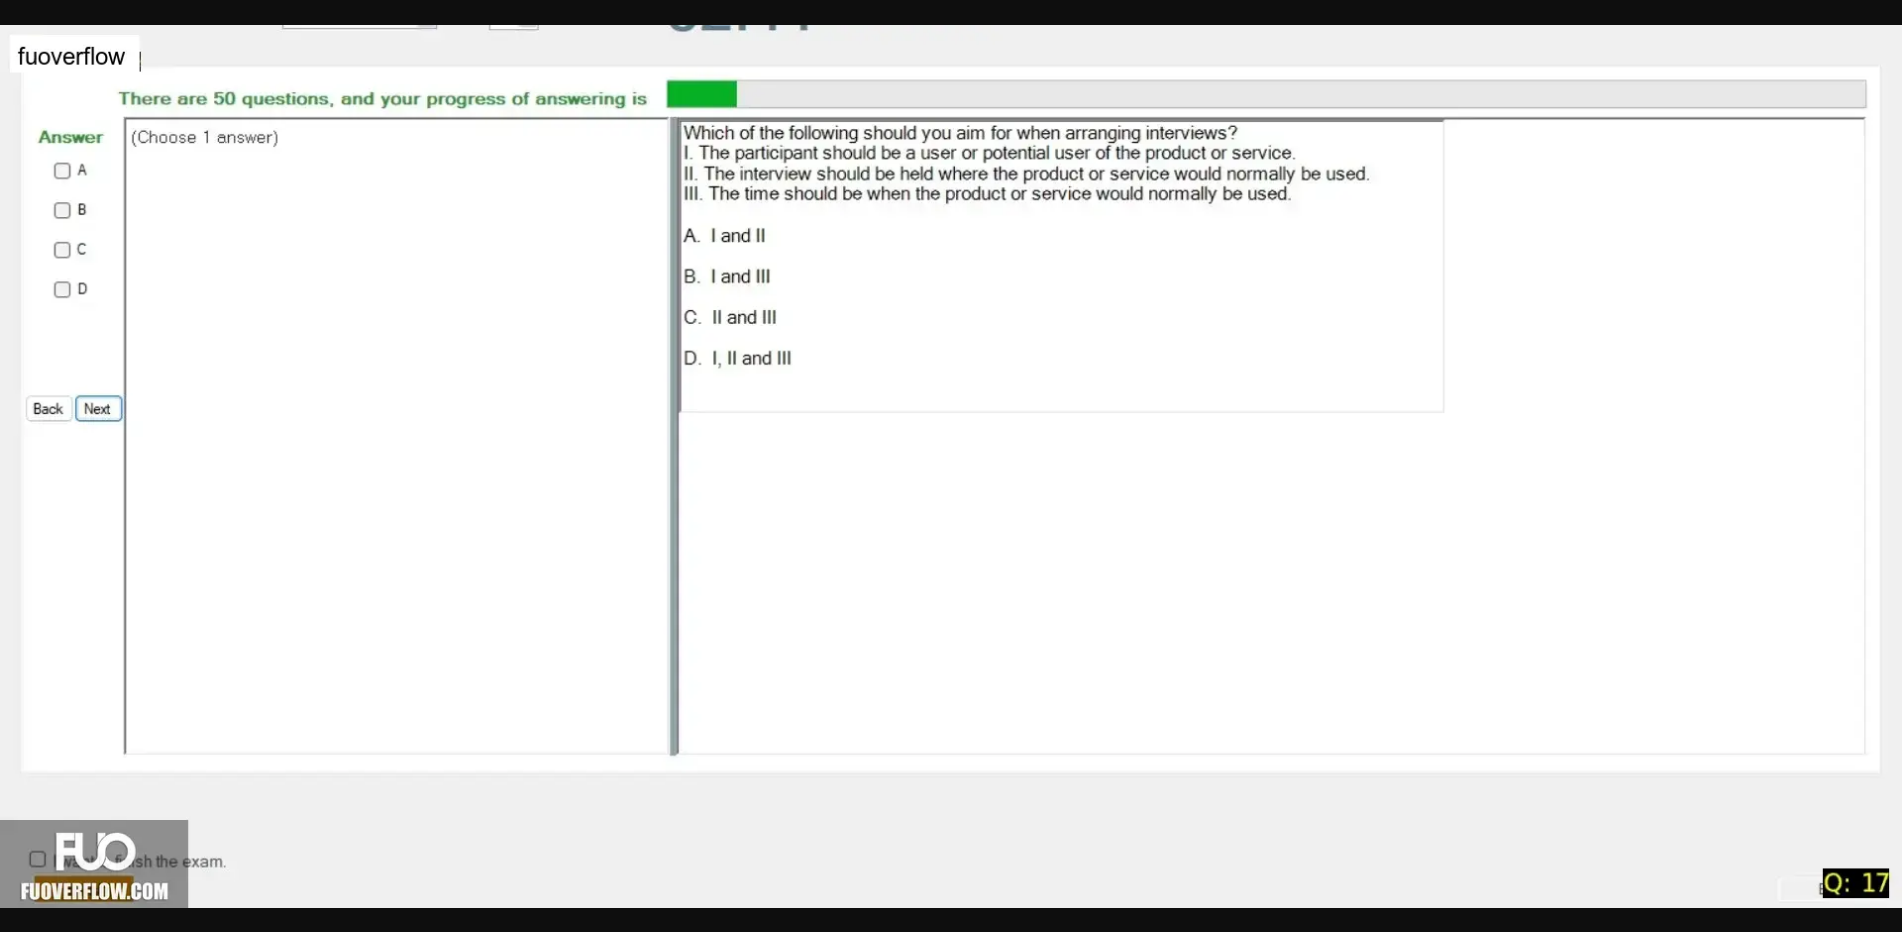 fuoverflow
There are 50 questions, and your progress of answering is
Answer
(Choose 1 answer)
A
B
C
D
Back
Next
Which of the following should you aim for when arranging interviews?
I. The participant should be a user or potential user of the product or service.
II. The interview should be held where the product or service would normally be used.
III. The time should be when the product or service would normally be used.
A. I and II
B. I and III
C. II and III
D. I, II and III
FUO
sh the exam.
FUOVERFLOW.COM
Q: 17